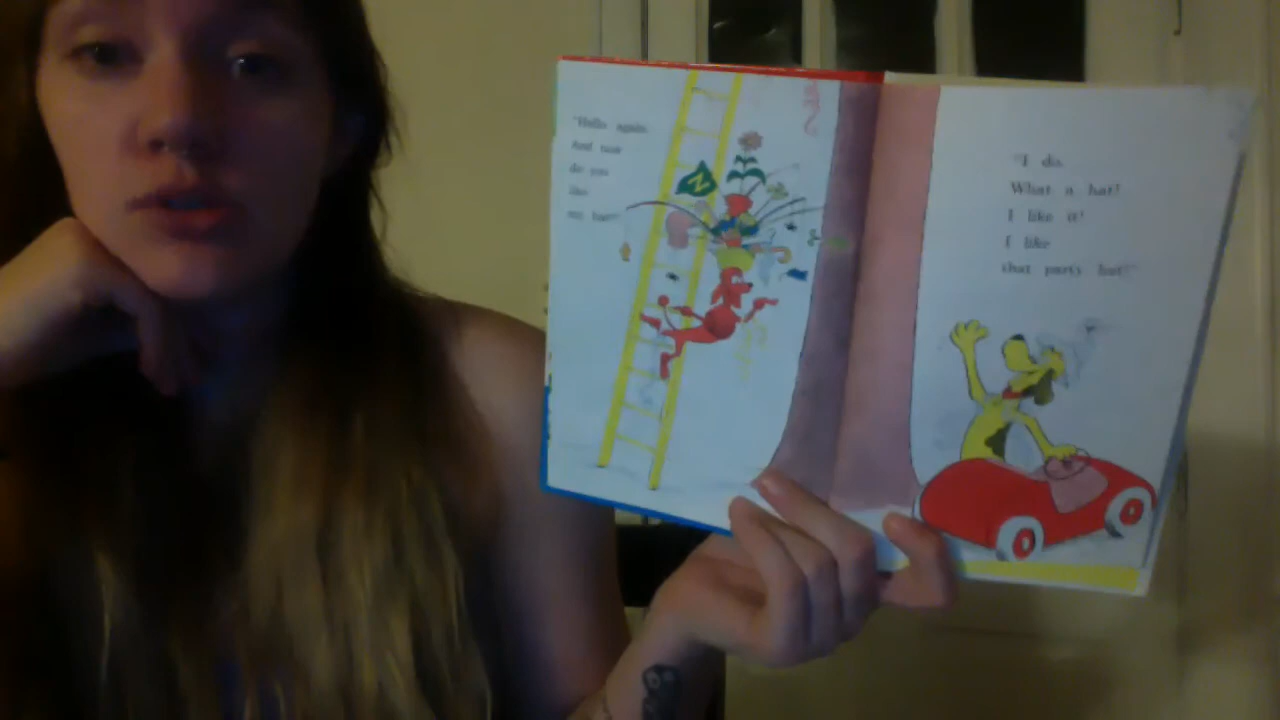 "Hello again.
And now
do you
like
my hat?"
"I do.
What a hat!
I like it!
I like
that party hat!"
Z